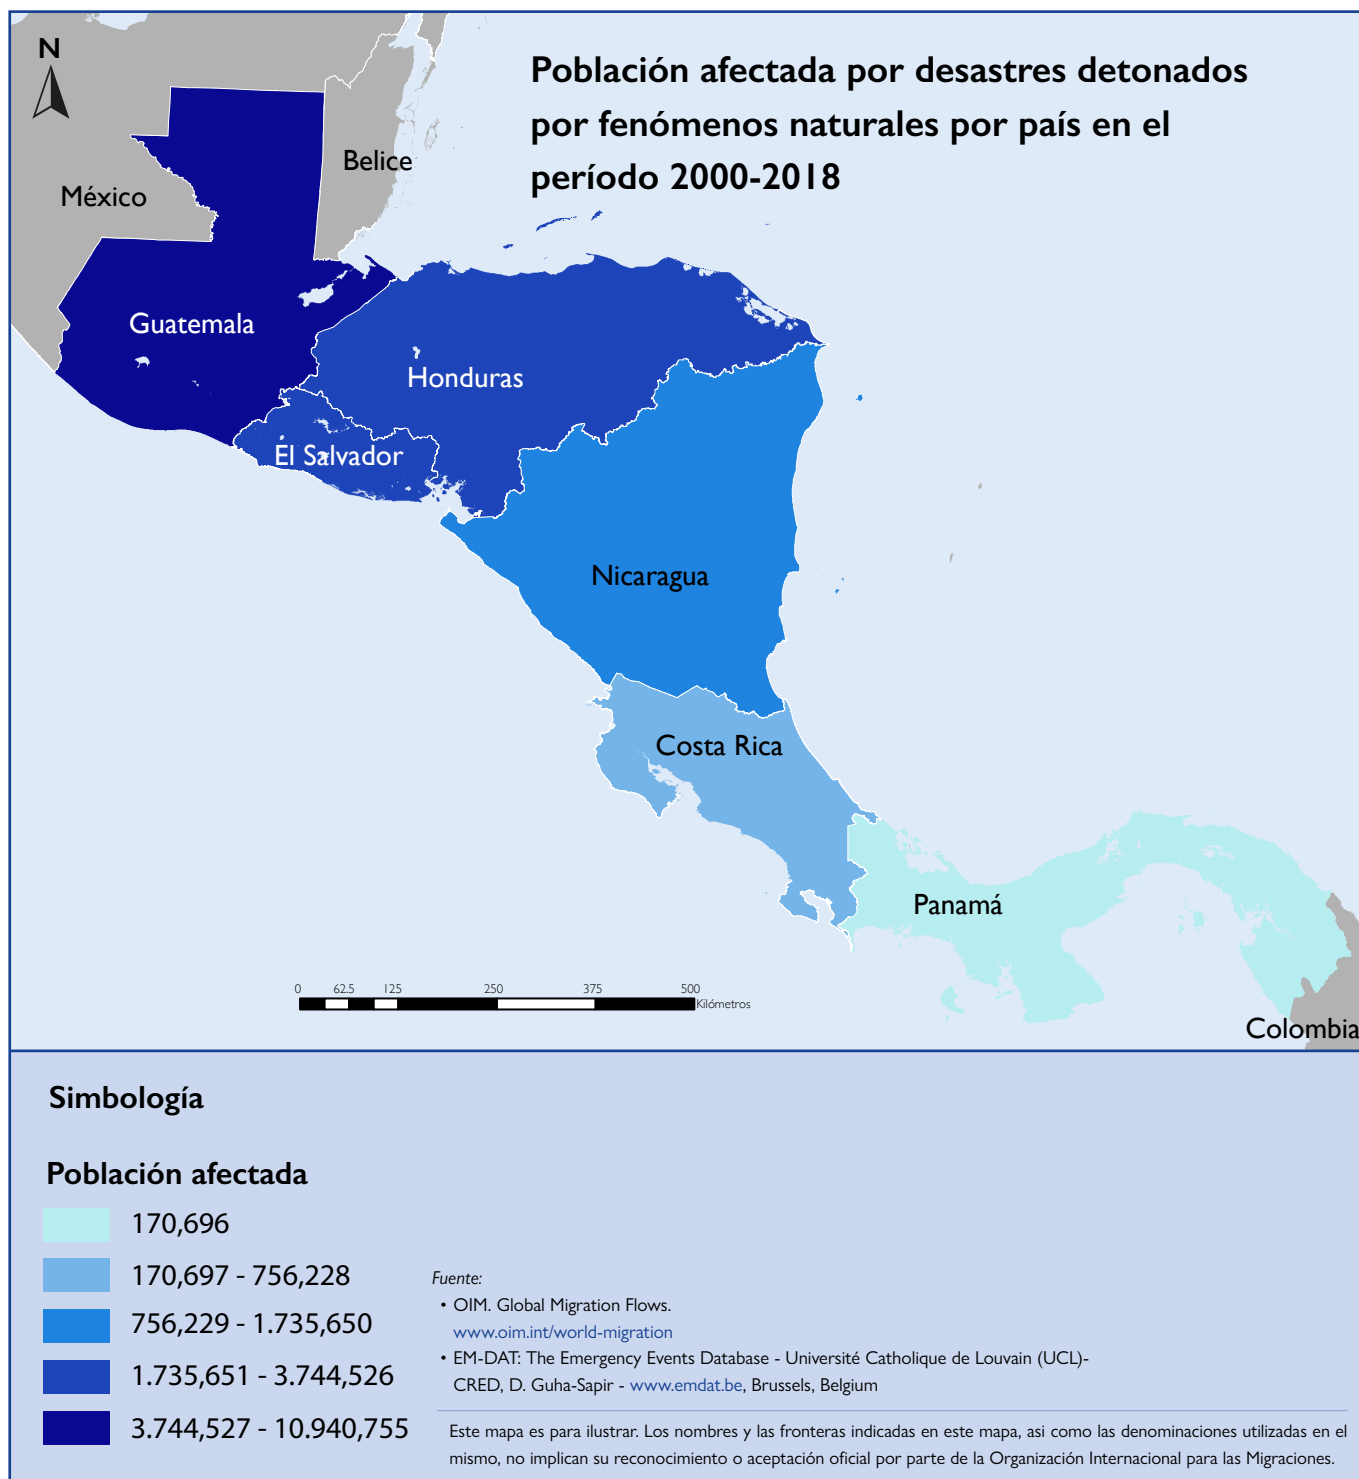 N
Población afectada por desastres detonados
por fenómenos naturales por país en el
período 2000-2018
Belice
México
Guatemala
Honduras
El Salvador
Nicaragua
Costa Rica
Panamá
0 62.5 125 250 375 500
Kilómetros
Colombia
Simbología
Población afectada
170,696
170,697 - 756,228
756,229 - 1.735,650
1.735,651 - 3.744,526
3.744,527 - 10.940,755
Fuente:
• OIM. Global Migration Flows.
www.oim.int/world-migration
• EM-DAT: The Emergency Events Database - Université Catholique de Louvain (UCL)-
CRED, D. Guha-Sapir - www.emdat.be, Brussels, Belgium
Este mapa es para ilustrar. Los nombres y las fronteras indicadas en este mapa, asi como las denominaciones utilizadas en el
mismo, no implican su reconocimiento o aceptación oficial por parte de la Organización Internacional para las Migraciones.